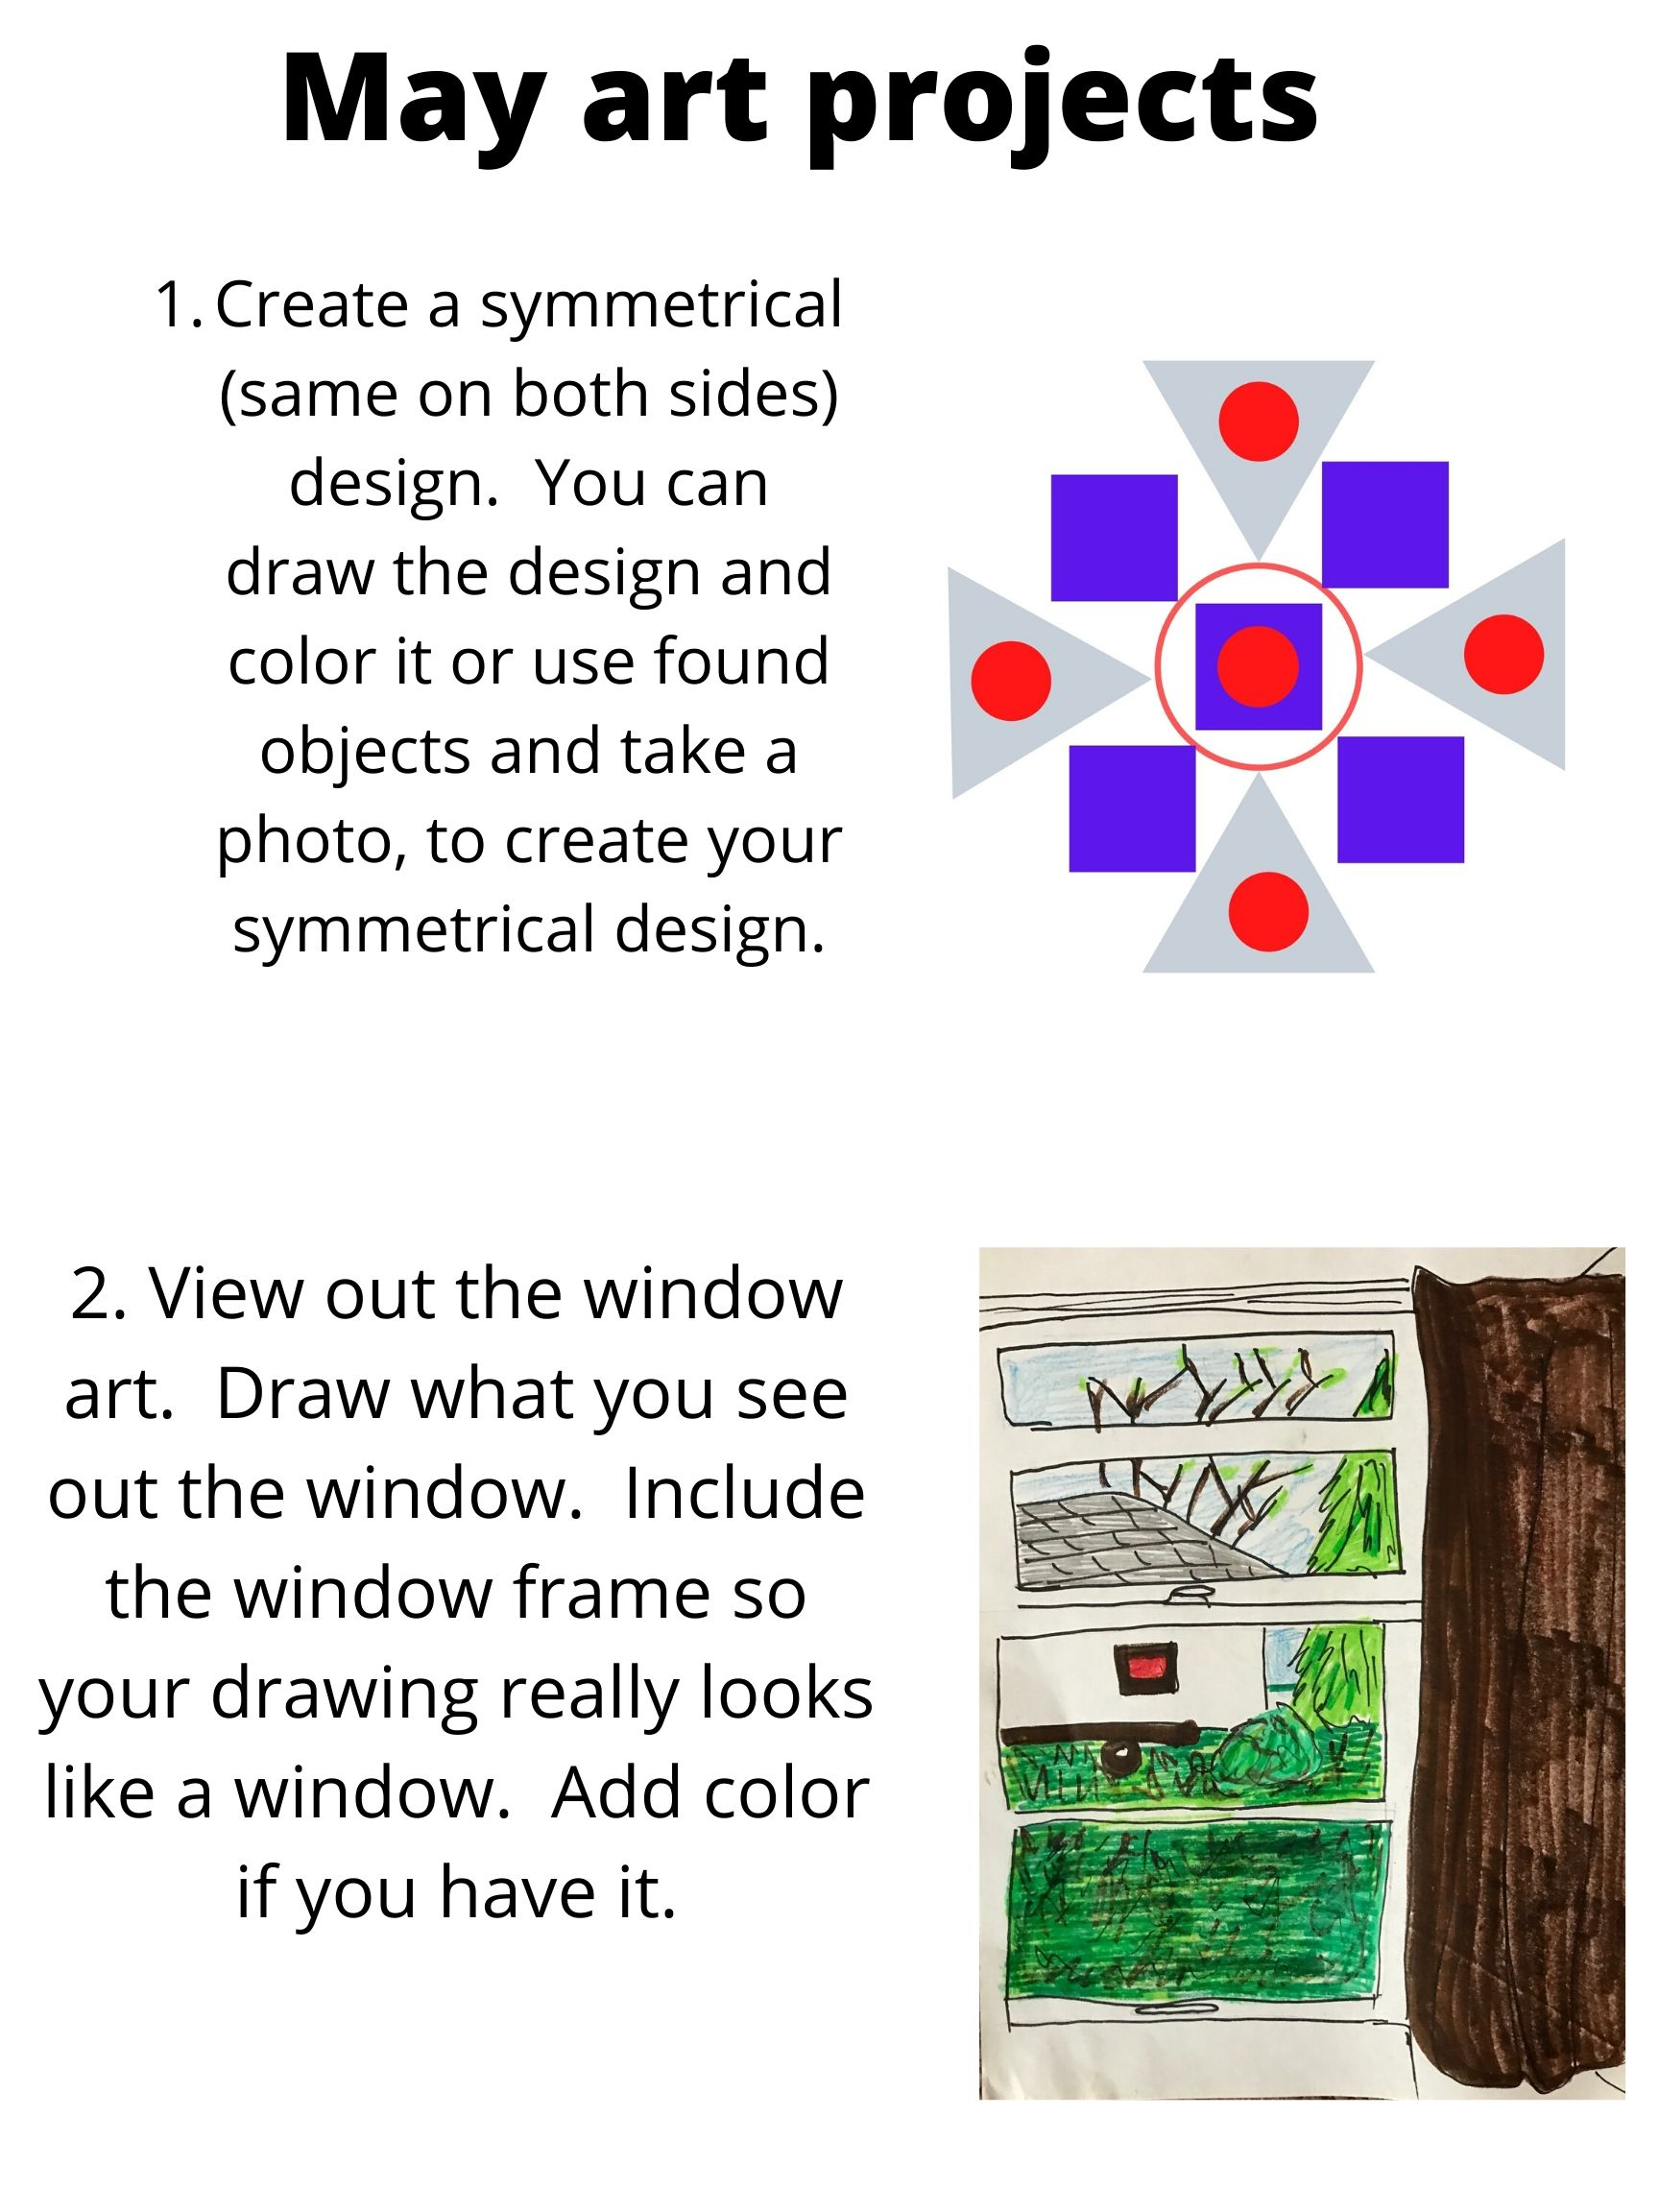 May art projects
1. Create a symmetrical
(same on both sides)
design.  You can
draw the design and
color it or use found
objects and take a
photo, to create your
symmetrical design.
2. View out the window
art.  Draw what you see
out the window.  Include
the window frame so
your drawing really looks
like a window.  Add color
if you have it.